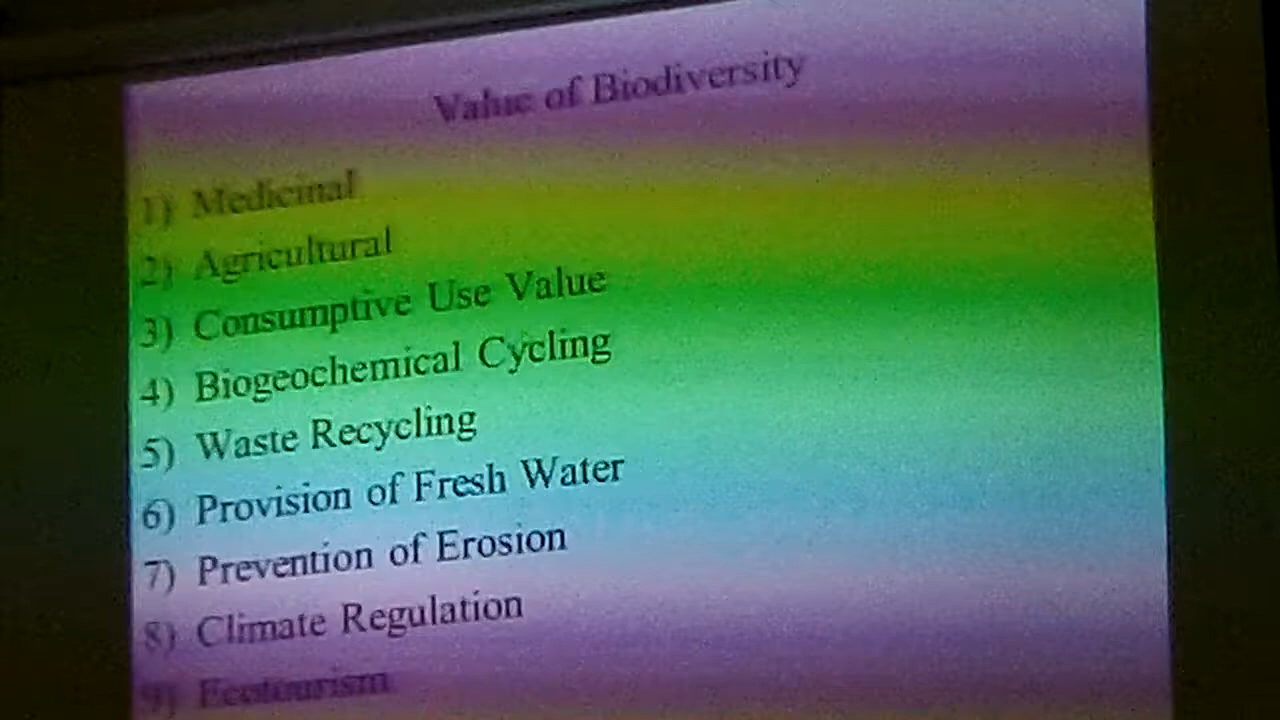 Value of Biodiversity
1) Medicinal
2) Agricultural
3) Consumptive Use Value
4) Biogeochemical Cycling
5) Waste Recycling
6) Provision of Fresh Water
7) Prevention of Erosion
8) Climate Regulation
9) Ecotourism